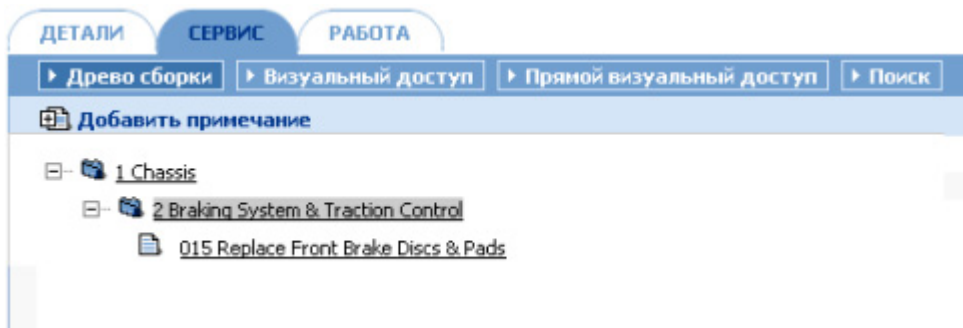 ДЕТАЛИ СЕРВИС РАБОТА
Древо сборки Визуальный доступ Прямой визуальный доступ Поиск
Добавить примечание
1 Chassis
2 Braking System & Traction Control
015 Replace Front Brake Discs & Pads